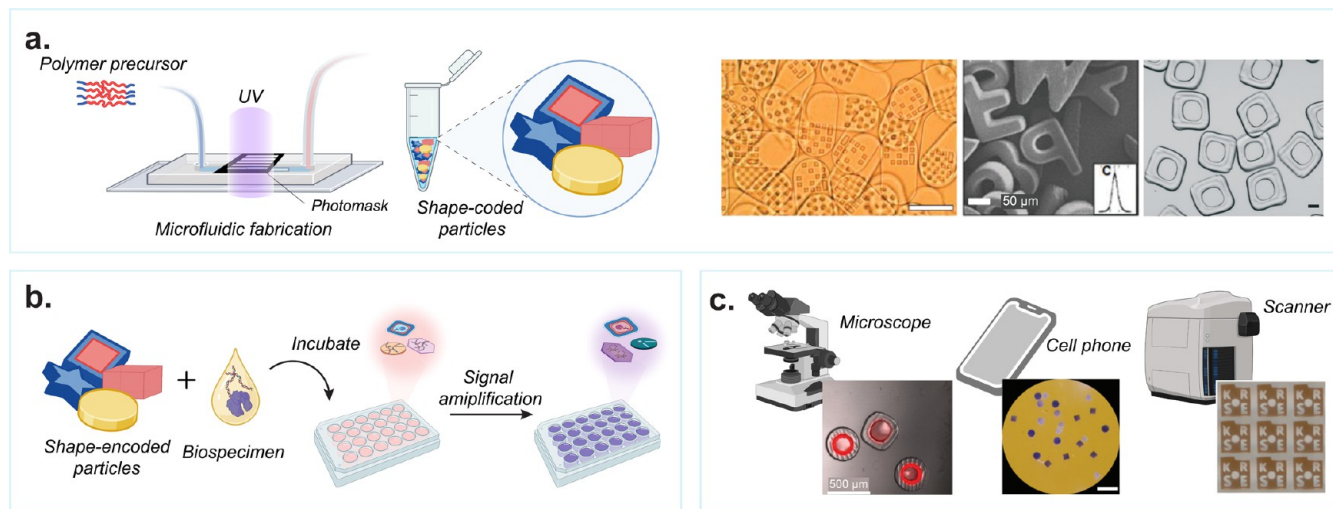 a.
Polymer precursor
UV
Photomask
Microfluidic fabrication
Shape-coded
particles
C
50 µm
b.
Incubate
Signal
amiplification
Shape-encoded
particles
Biospecimen
c.
Microscope
Cell phone
Scanner
500 µm
K R
S E
K R
S E
K R
S E
K R
S E
K R
S E
K R
S E
K R
S E
K R
S E
K R
S E